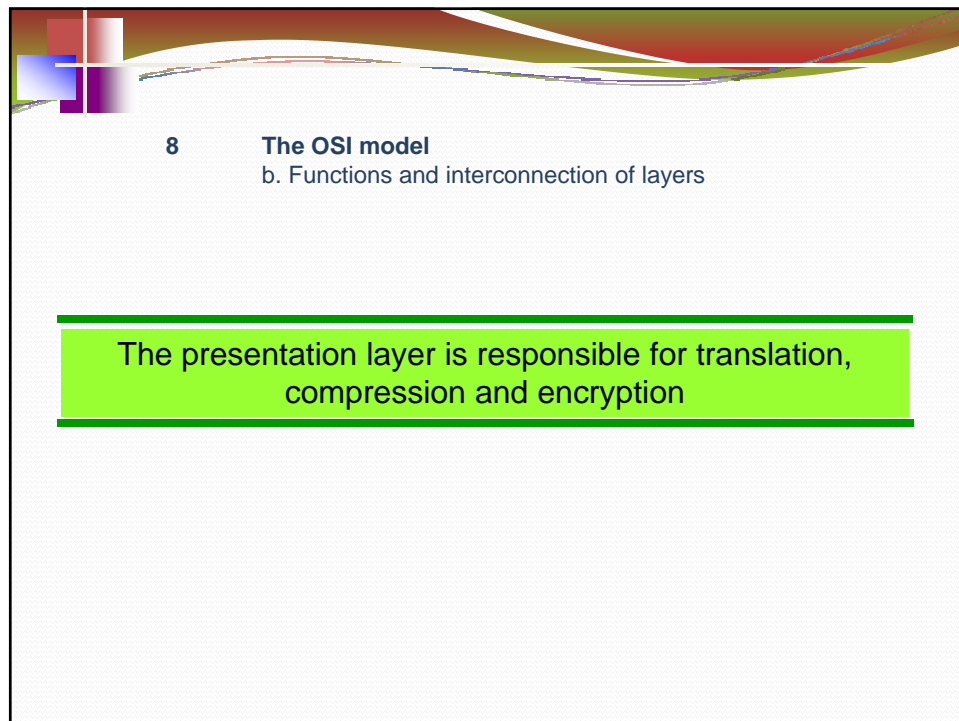 8 The OSI model
b. Functions and interconnection of layers
The presentation layer is responsible for translation,
compression and encryption